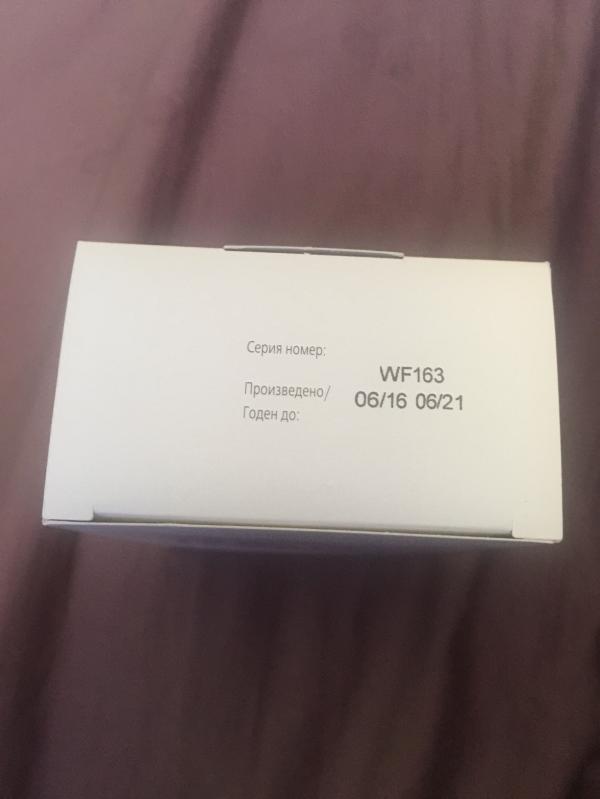 Серия номер:
WF163
Произведено/
06/16 06/21
Годен до: